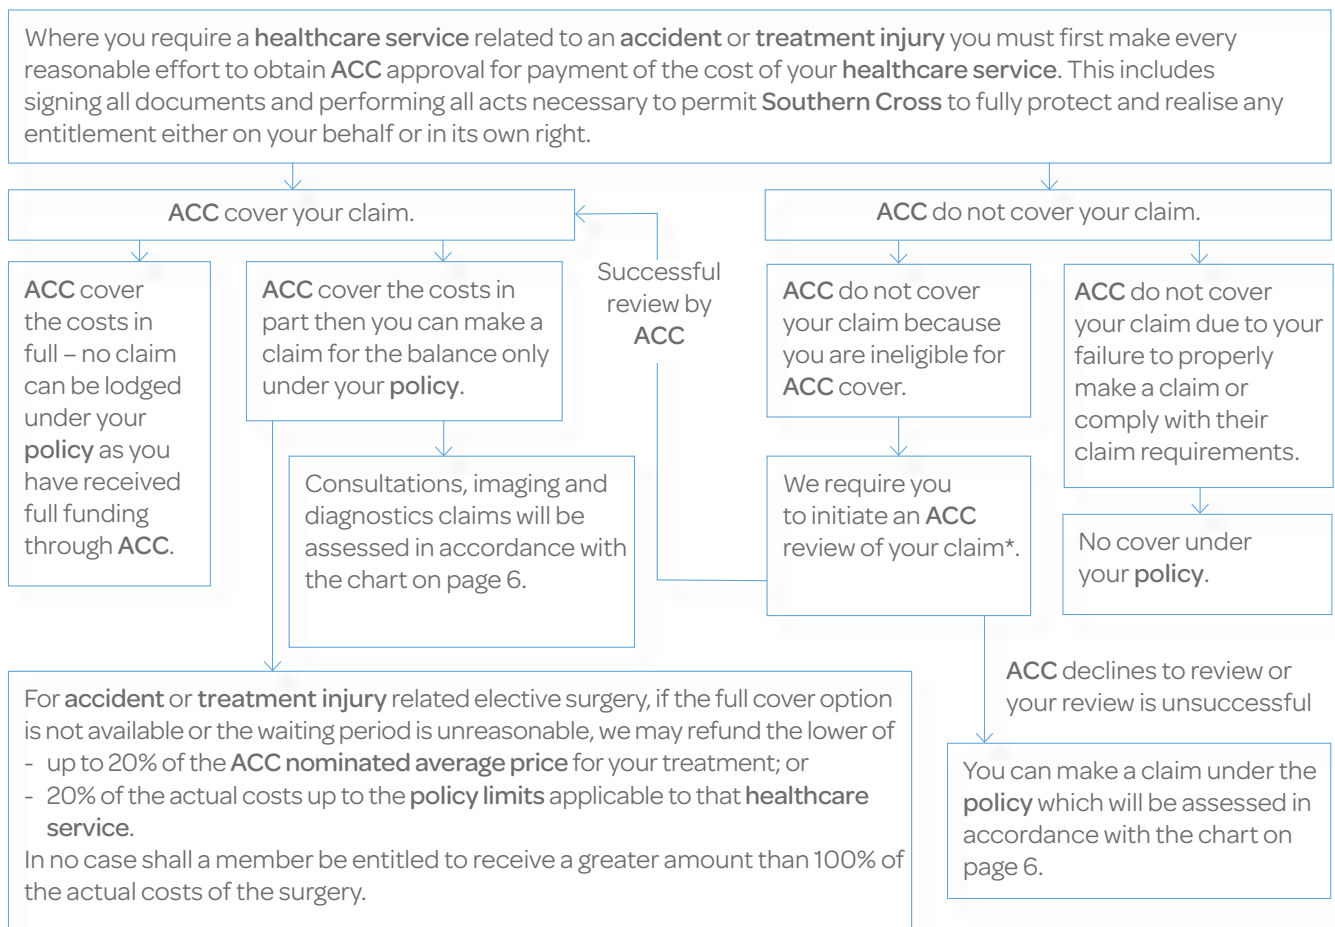 Where you require a healthcare service related to an accident or treatment injury you must first make every
reasonable effort to obtain ACC approval for payment of the cost of your healthcare service. This includes
signing all documents and performing all acts necessary to permit Southern Cross to fully protect and realise any
entitlement either on your behalf or in its own right.
ACC cover your claim.
ACC do not cover your claim.
ACC cover
the costs in
full – no claim
can be lodged
under your
policy as you
have received
full funding
through ACC.
ACC cover the costs in
part then you can make a
claim for the balance only
under your policy.
Successful
review by
ACC
ACC do not cover
your claim because
you are ineligible for
ACC cover.
ACC do not cover
your claim due to your
failure to properly
make a claim or
comply with their
claim requirements.
Consultations, imaging and
diagnostics claims will be
assessed in accordance with
the chart on page 6.
We require you
to initiate an ACC
review of your claim*.
No cover under
your policy.
For accident or treatment injury related elective surgery, if the full cover option
is not available or the waiting period is unreasonable, we may refund the lower of
- up to 20% of the ACC nominated average price for your treatment; or
- 20% of the actual costs up to the policy limits applicable to that healthcare
service.
In no case shall a member be entitled to receive a greater amount than 100% of
the actual costs of the surgery.
ACC declines to review or
your review is unsuccessful
You can make a claim under the
policy which will be assessed in
accordance with the chart on
page 6.